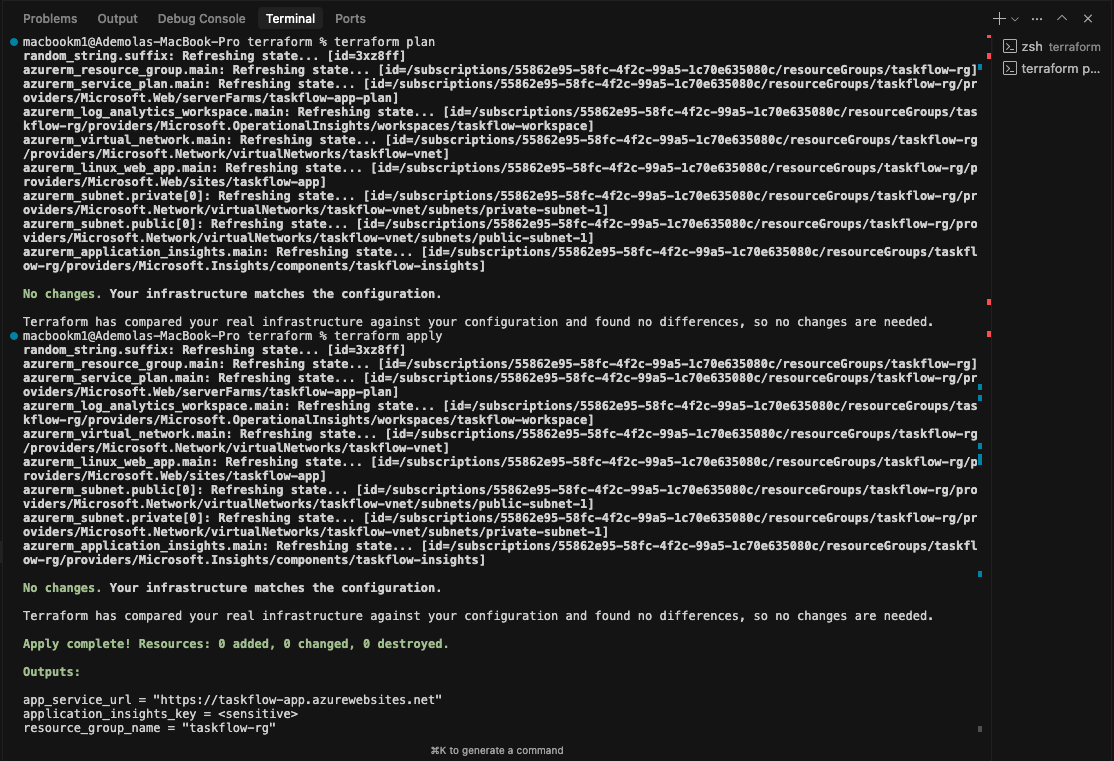 Problems Output Debug Console Terminal Ports
zsh terraform
terraform p...
macbookm1@Ademolas-MacBook-Pro terraform % terraform plan
random_string.suffix: Refreshing state... [id=3xz8ff]
azurerm_resource_group.main: Refreshing state... [id=/subscriptions/55862e95-58fc-4f2c-99a5-1c70e635080c/resourceGroups/taskflow-rg]
azurerm_service_plan.main: Refreshing state... [id=/subscriptions/55862e95-58fc-4f2c-99a5-1c70e635080c/resourceGroups/taskflow-rg/pr
oviders/Microsoft.Web/serverFarms/taskflow-app-plan]
azurerm_log_analytics_workspace.main: Refreshing state... [id=/subscriptions/55862e95-58fc-4f2c-99a5-1c70e635080c/resourceGroups/tas
kflow-rg/providers/Microsoft.OperationalInsights/workspaces/taskflow-workspace]
azurerm_virtual_network.main: Refreshing state... [id=/subscriptions/55862e95-58fc-4f2c-99a5-1c70e635080c/resourceGroups/taskflow-rg
/providers/Microsoft.Network/virtualNetworks/taskflow-vnet]
azurerm_linux_web_app.main: Refreshing state... [id=/subscriptions/55862e95-58fc-4f2c-99a5-1c70e635080c/resourceGroups/taskflow-rg/p
roviders/Microsoft.Web/sites/taskflow-app]
azurerm_subnet.private[0]: Refreshing state... [id=/subscriptions/55862e95-58fc-4f2c-99a5-1c70e635080c/resourceGroups/taskflow-rg/pr
oviders/Microsoft.Network/virtualNetworks/taskflow-vnet/subnets/private-subnet-1]
azurerm_subnet.public[0]: Refreshing state... [id=/subscriptions/55862e95-58fc-4f2c-99a5-1c70e635080c/resourceGroups/taskflow-rg/pro
viders/Microsoft.Network/virtualNetworks/taskflow-vnet/subnets/public-subnet-1]
azurerm_application_insights.main: Refreshing state... [id=/subscriptions/55862e95-58fc-4f2c-99a5-1c70e635080c/resourceGroups/taskfl
ow-rg/providers/Microsoft.Insights/components/taskflow-insights]
No changes. Your infrastructure matches the configuration.
Terraform has compared your real infrastructure against your configuration and found no differences, so no changes are needed.
macbookm1@Ademolas-MacBook-Pro terraform % terraform apply
random_string.suffix: Refreshing state... [id=3xz8ff]
azurerm_resource_group.main: Refreshing state... [id=/subscriptions/55862e95-58fc-4f2c-99a5-1c70e635080c/resourceGroups/taskflow-rg]
azurerm_service_plan.main: Refreshing state... [id=/subscriptions/55862e95-58fc-4f2c-99a5-1c70e635080c/resourceGroups/taskflow-rg/pr
oviders/Microsoft.Web/serverFarms/taskflow-app-plan]
azurerm_log_analytics_workspace.main: Refreshing state... [id=/subscriptions/55862e95-58fc-4f2c-99a5-1c70e635080c/resourceGroups/tas
kflow-rg/providers/Microsoft.OperationalInsights/workspaces/taskflow-workspace]
azurerm_virtual_network.main: Refreshing state... [id=/subscriptions/55862e95-58fc-4f2c-99a5-1c70e635080c/resourceGroups/taskflow-rg
/providers/Microsoft.Network/virtualNetworks/taskflow-vnet]
azurerm_linux_web_app.main: Refreshing state... [id=/subscriptions/55862e95-58fc-4f2c-99a5-1c70e635080c/resourceGroups/taskflow-rg/p
roviders/Microsoft.Web/sites/taskflow-app]
azurerm_subnet.public[0]: Refreshing state... [id=/subscriptions/55862e95-58fc-4f2c-99a5-1c70e635080c/resourceGroups/taskflow-rg/pro
viders/Microsoft.Network/virtualNetworks/taskflow-vnet/subnets/public-subnet-1]
azurerm_subnet.private[0]: Refreshing state... [id=/subscriptions/55862e95-58fc-4f2c-99a5-1c70e635080c/resourceGroups/taskflow-rg/pr
oviders/Microsoft.Network/virtualNetworks/taskflow-vnet/subnets/private-subnet-1]
azurerm_application_insights.main: Refreshing state... [id=/subscriptions/55862e95-58fc-4f2c-99a5-1c70e635080c/resourceGroups/taskfl
ow-rg/providers/Microsoft.Insights/components/taskflow-insights]
No changes. Your infrastructure matches the configuration.
Terraform has compared your real infrastructure against your configuration and found no differences, so no changes are needed.
Apply complete! Resources: 0 added, 0 changed, 0 destroyed.
Outputs:
app_service_url = "https://taskflow-app.azurewebsites.net"
application_insights_key = <sensitive>
resource_group_name = "taskflow-rg"
⌘K to generate a command